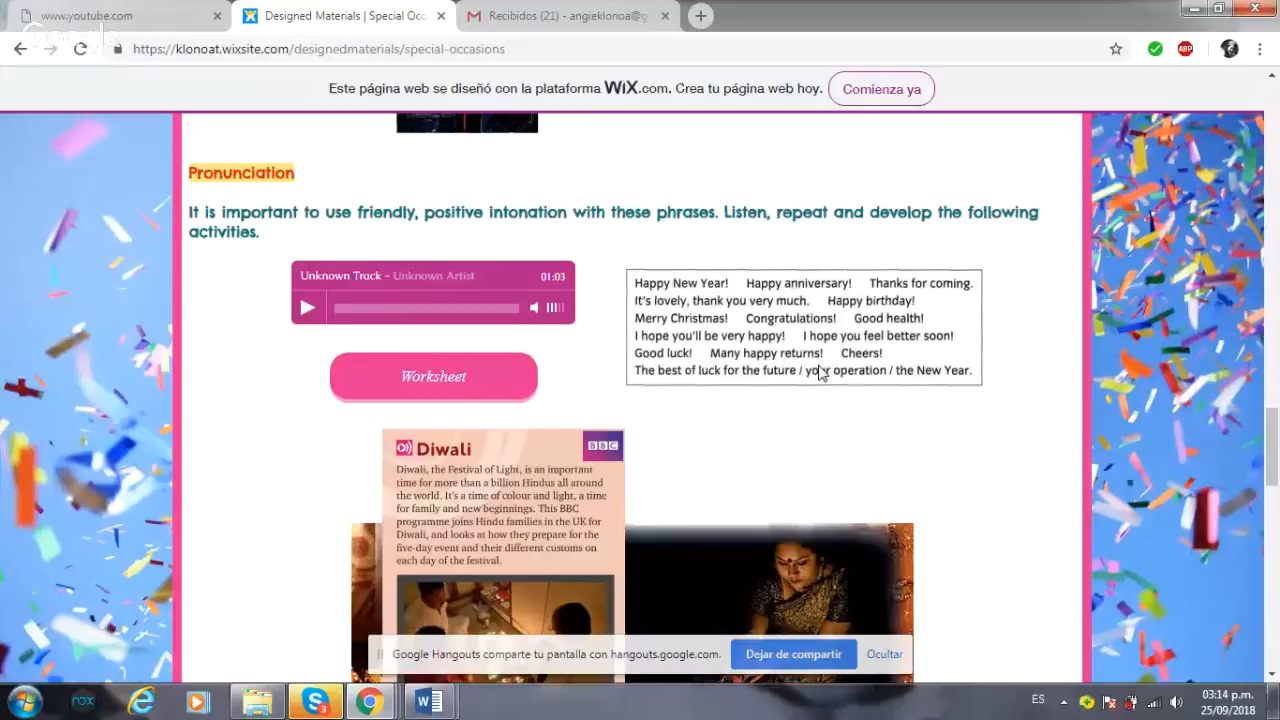 www.youtube.com
Designed Materials | Special Occ
Recibidos (21) - angieklonoa@g
https://klonoat.wixsite.com/designedmaterials/special-occasions
ABP
Este página web se diseñó con la plataforma WiX.com. Crea tu página web hoy.
Comienza ya
Pronunciation
It is important to use friendly, positive intonation with these phrases. Listen, repeat and develop the following
activities.
Unknown Track - Unknown Artist 01:03
Happy New Year! Happy anniversary! Thanks for coming.
It's lovely, thank you very much. Happy birthday!
Merry Christmas! Congratulations! Good health!
I hope you'll be very happy! I hope you feel better soon!
Good luck! Many happy returns! Cheers!
The best of luck for the future / your operation / the New Year.
Worksheet
Diwali
BBC
Diwali, the Festival of Light, is an important
time for more than a billion Hindus all around
the world. It's a time of colour and light, a time
for family and new beginnings. This BBC
programme joins Hindu families in the UK for
Diwali, and looks at how they prepare for the
five-day event and their different customs on
each day of the festival.
Google Hangouts comparte tu pantalla con hangouts.google.com.
Dejar de compartir
Ocultar
nox
3
ES
03:14 p.m.
25/09/2018